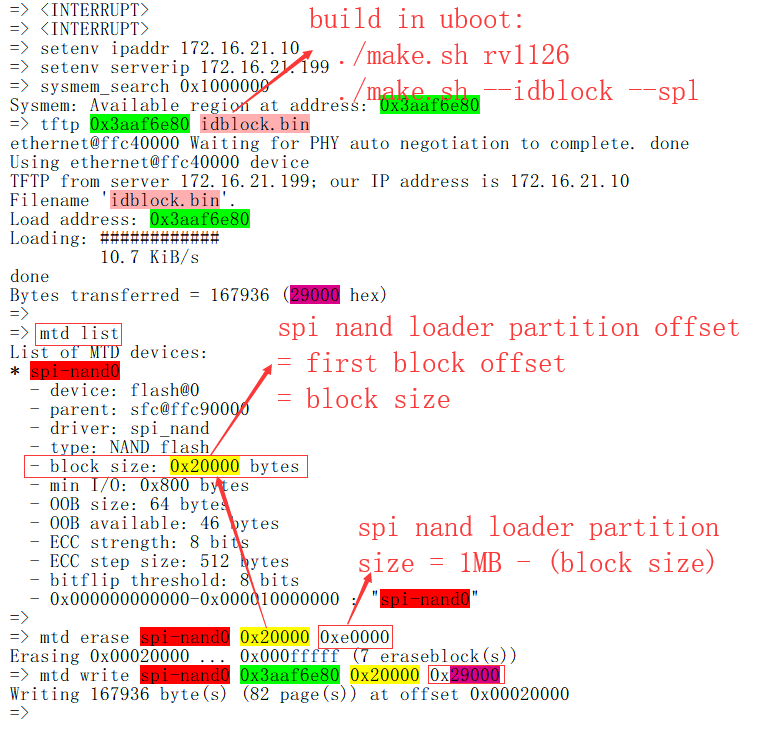 => <INTERRUPT>
=> <INTERRUPT>
build in uboot:
=> setenv ipaddr 172.16.21.10
./make.sh rv1126
=> setenv serverip 172.16.21.199
=> sysmem_search 0x1000000
./make.sh --idblock --spl
Sysmem: Available region at address: 0x3aaf6e80
=> tftp 0x3aaf6e80 idblock.bin
ethernet@ffc40000 Waiting for PHY auto negotiation to complete. done
Using ethernet@ffc40000 device
TFTP from server 172.16.21.199; our IP address is 172.16.21.10
Filename 'idblock.bin'.
Load address: 0x3aaf6e80
Loading: ############
10.7 KiB/s
done
Bytes transferred = 167936 (29000 hex)
=>
=> mtd list
List of MTD devices:
* spi-nand0
- device: flash@0
- parent: sfc@ffc90000
- driver: spi_nand
- type: NAND flash
- block size: 0x20000 bytes
- min I/O: 0x800 bytes
- OOB size: 64 bytes
- OOB available: 46 bytes
- ECC strength: 8 bits
- ECC step size: 512 bytes
- bitflip threshold: 8 bits
- 0x000000000000-0x000010000000 : "spi-nand0"
spi nand loader partition offset
= first block offset
= block size
spi nand loader partition
size = 1MB - (block size)
=>
=> mtd erase spi-nand0 0x20000 0xe0000
Erasing 0x00020000 ... 0x000fffff (7 eraseblock(s))
=> mtd write spi-nand0 0x3aaf6e80 0x20000 0x29000
Writing 167936 byte(s) (82 page(s)) at offset 0x00020000
=>